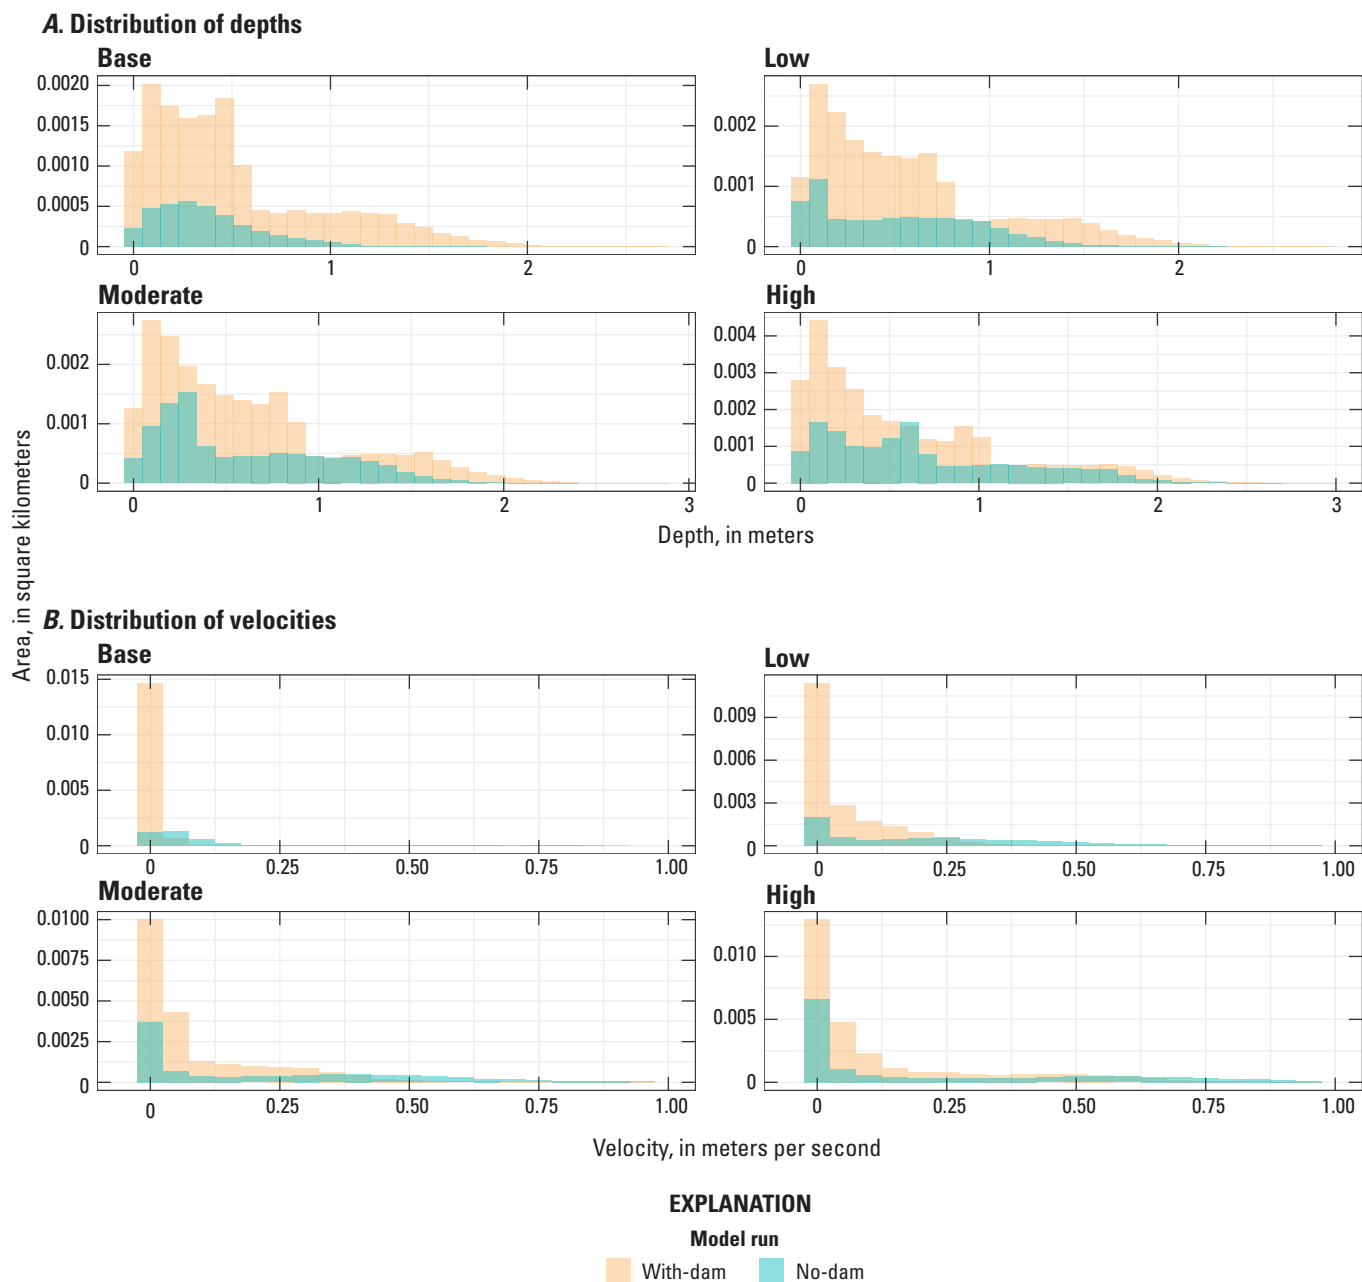 A. Distribution of depths
Base
0.0020
0.0015
0.0010
0.0005
0
0 1 2
Low
0.002
0.001
0
0 1 2
Moderate
0.002
0.001
0
0 1 2 3
High
0.004
0.003
0.002
0.001
0
0 1 2 3
Depth, in meters
Area, in square kilometers
B. Distribution of velocities
Base
0.015
0.010
0.005
0
0 0.25 0.50 0.75 1.00
Low
0.009
0.006
0.003
0
0 0.25 0.50 0.75 1.00
Moderate
0.0100
0.0075
0.0050
0.0025
0
0 0.25 0.50 0.75 1.00
High
0.010
0.005
0
0 0.25 0.50 0.75 1.00
Velocity, in meters per second
EXPLANATION
Model run
With-dam No-dam